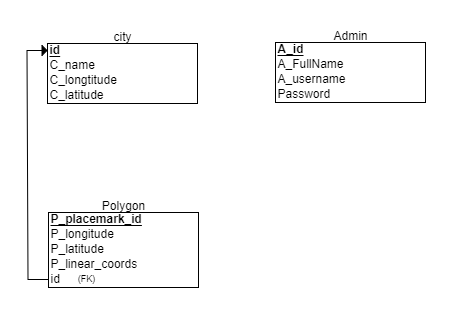 city
id
C_name
C_longtitude
C_latitude
Admin
A_id
A_FullName
A_username
Password
Polygon
P_placemark_id
P_longitude
P_latitude
P_linear_coords
id (FK)